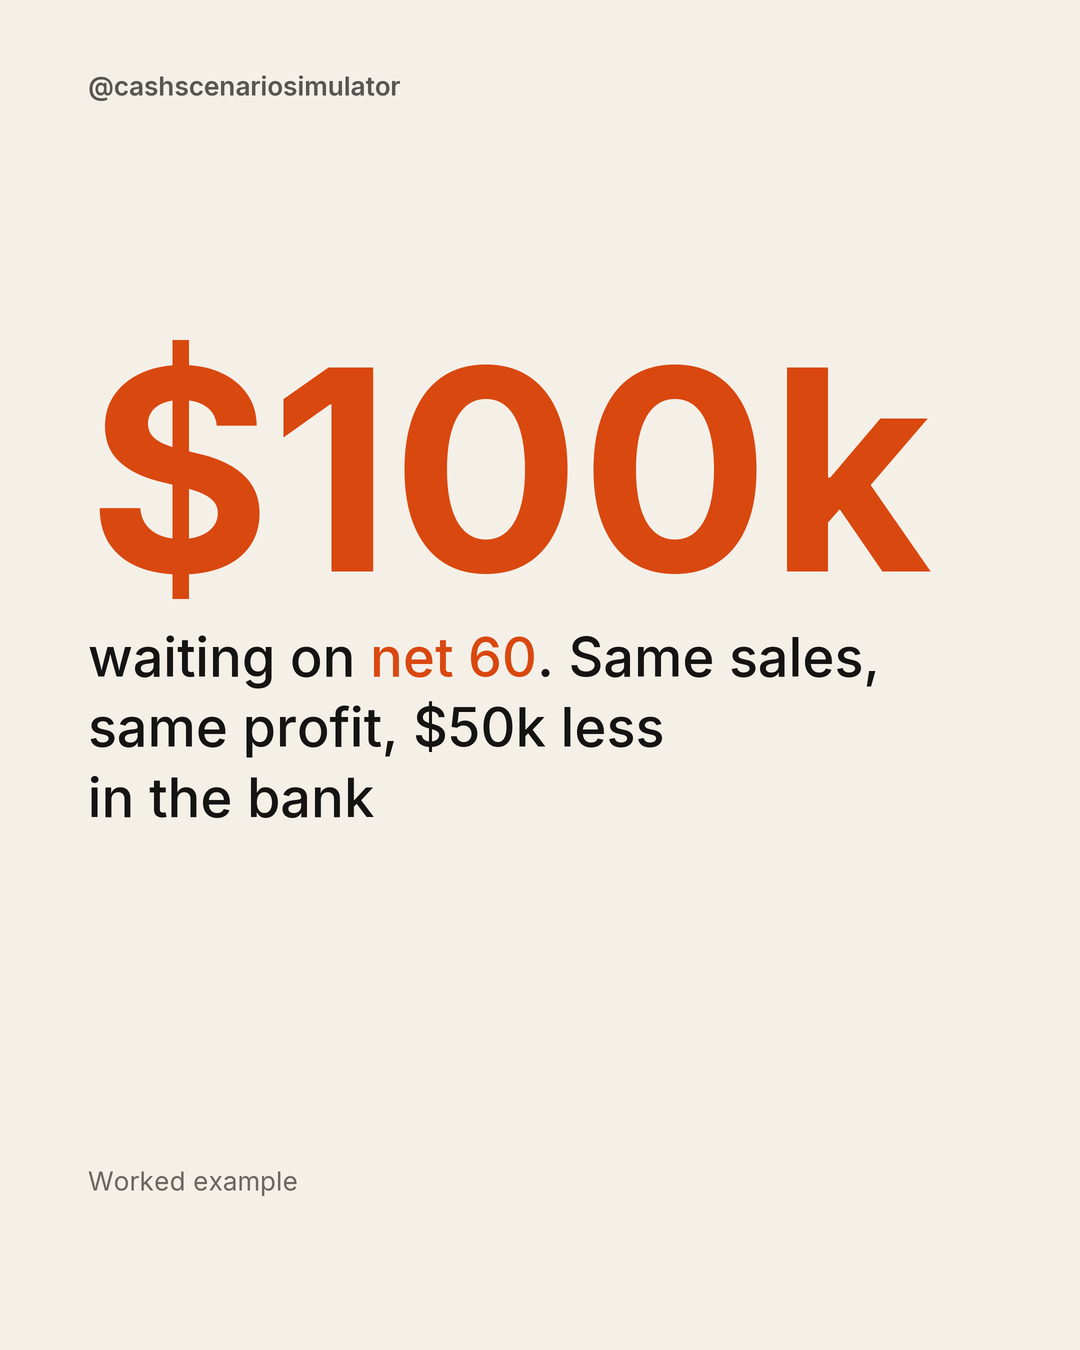 @cashscenariosimulator
$100k
waiting on net 60. Same sales,
same profit, $50k less
in the bank
Worked example